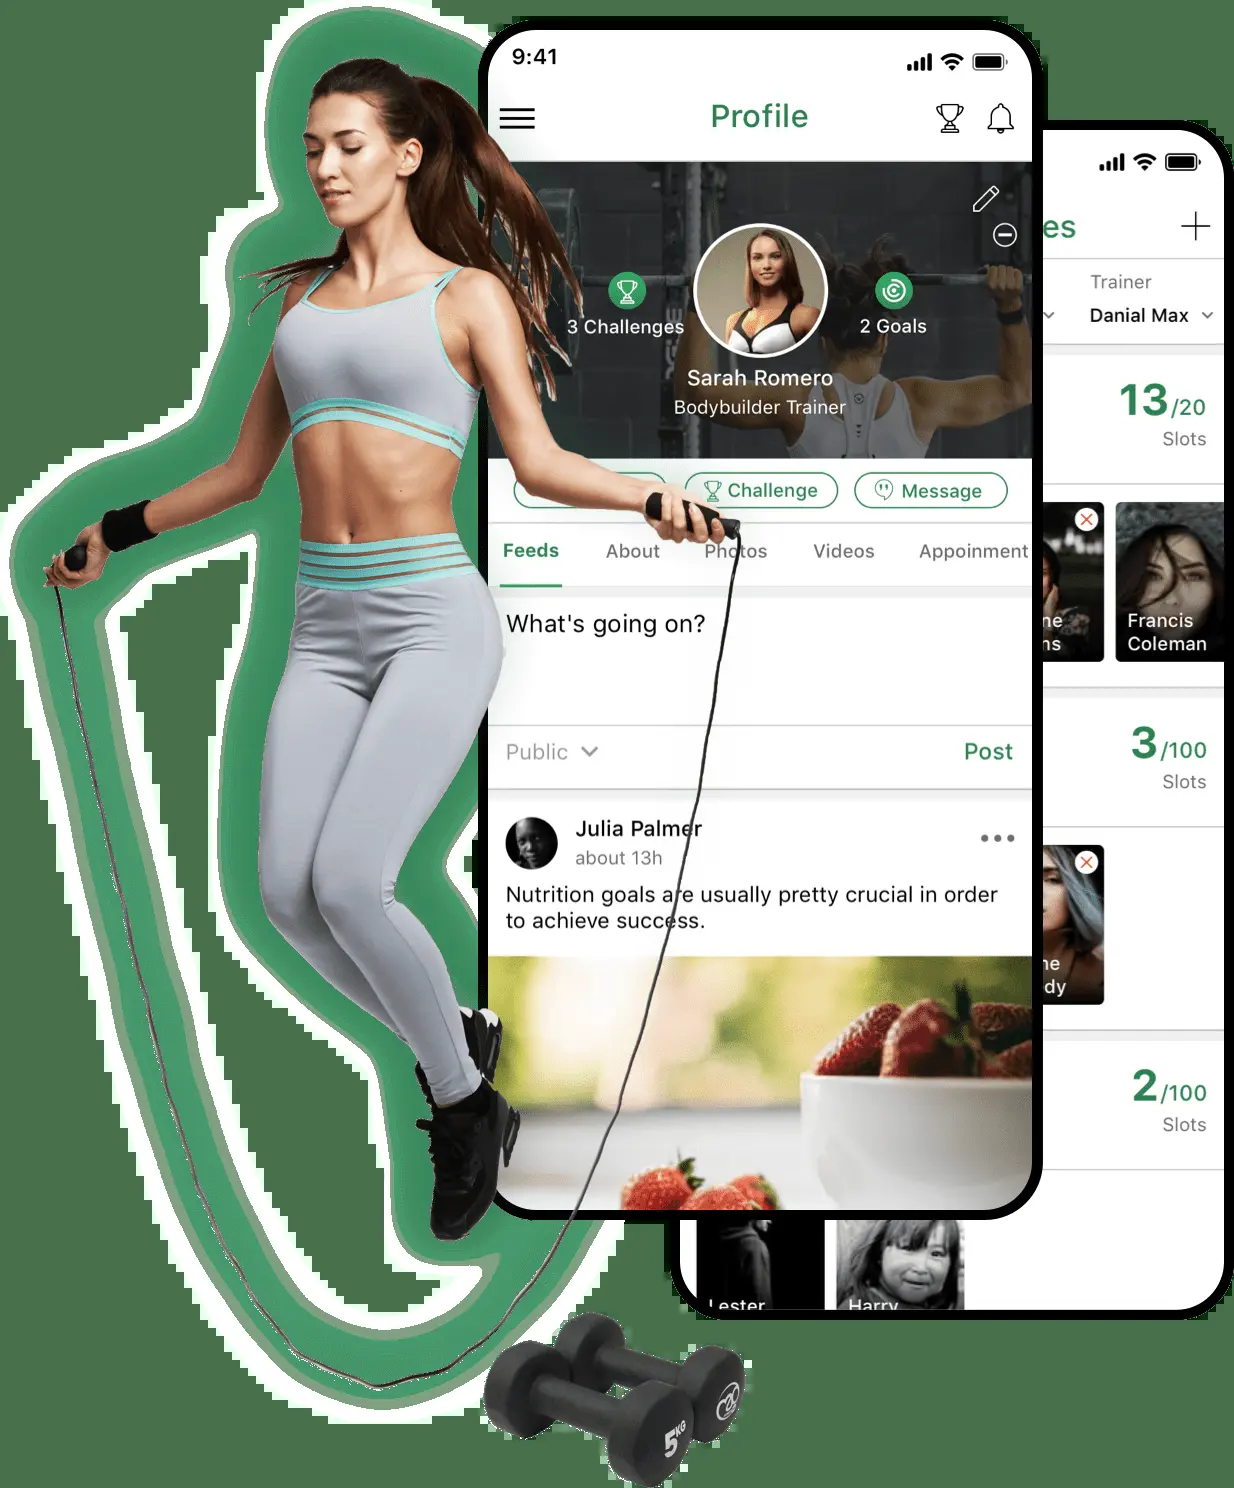 9:41
Profile
3 Challenges
2 Goals
Sarah Romero
Bodybuilder Trainer
Challenge
Message
Feeds
About
Photos
Videos
Appoinment
What's going on?
Public
Post
Julia Palmer
about 13h
Nutrition goals are usually pretty crucial in order
to achieve success.
es
Trainer
Danial Max
13/20
Slots
ne
ns
Francis
Coleman
3/100
Slots
ne
dy
2/100
Slots
Lester
Harry
5KG